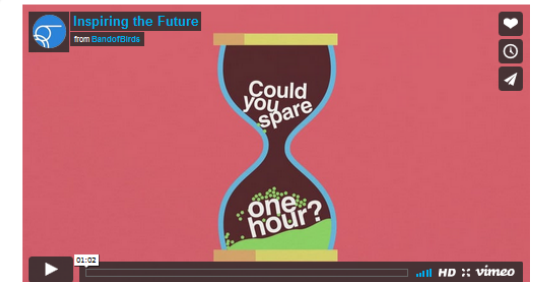 Inspiring the Future
from BandofBirds
Could
you
spare
one
hour?
01:02
HD vimeo